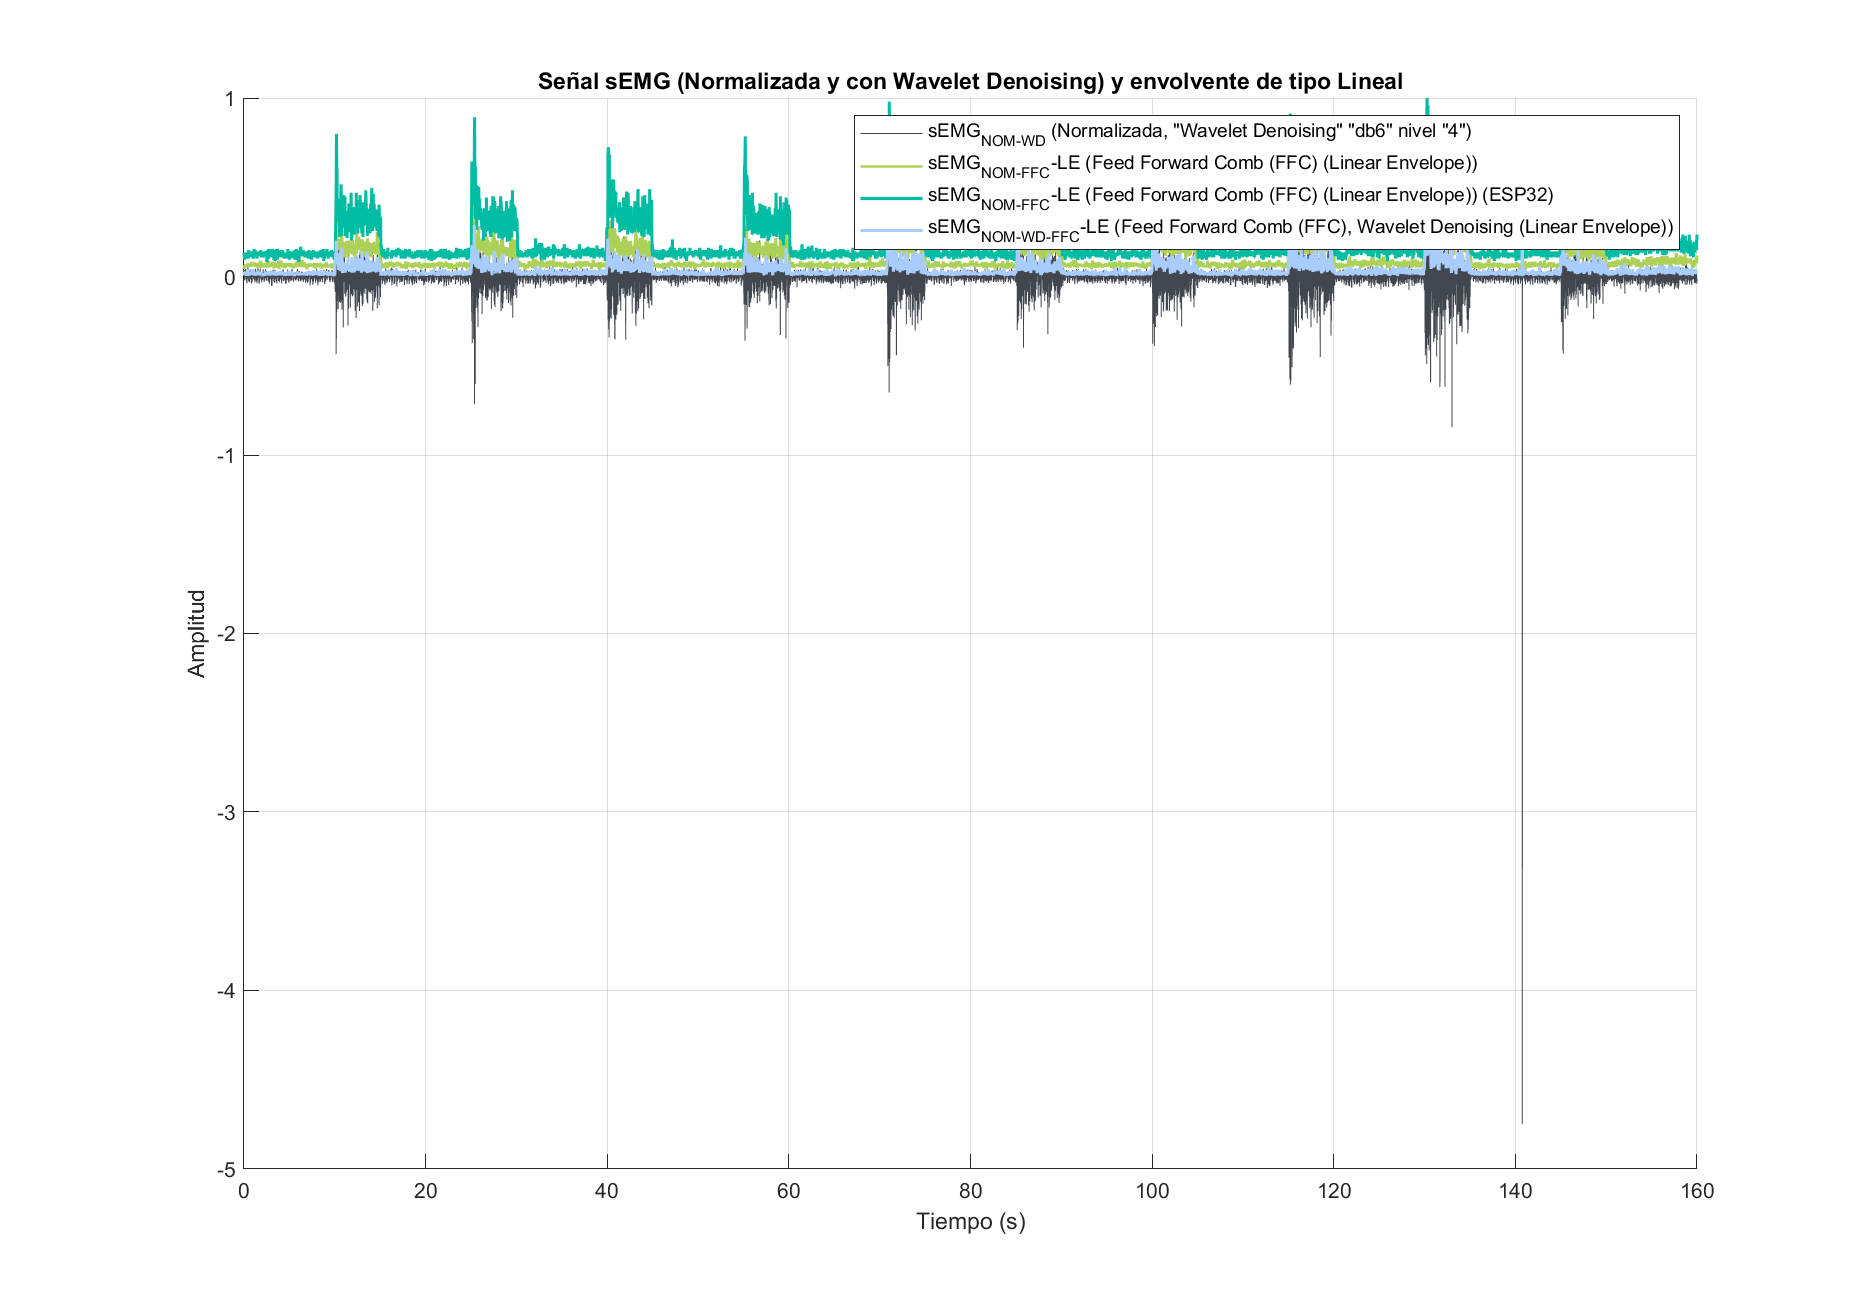 Señal sEMG (Normalizada y con Wavelet Denoising) y envolvente de tipo Lineal
sEMG_NOM-WD (Normalizada, "Wavelet Denoising" "db6" nivel "4")
sEMG_NOM-FFC-LE (Feed Forward Comb (FFC) (Linear Envelope))
sEMG_NOM-FFC-LE (Feed Forward Comb (FFC) (Linear Envelope)) (ESP32)
sEMG_NOM-WD-FFC-LE (Feed Forward Comb (FFC), Wavelet Denoising (Linear Envelope))
1
0
-1
-2
-3
-4
-5
Amplitud
0 20 40 60 80 100 120 140 160
Tiempo (s)